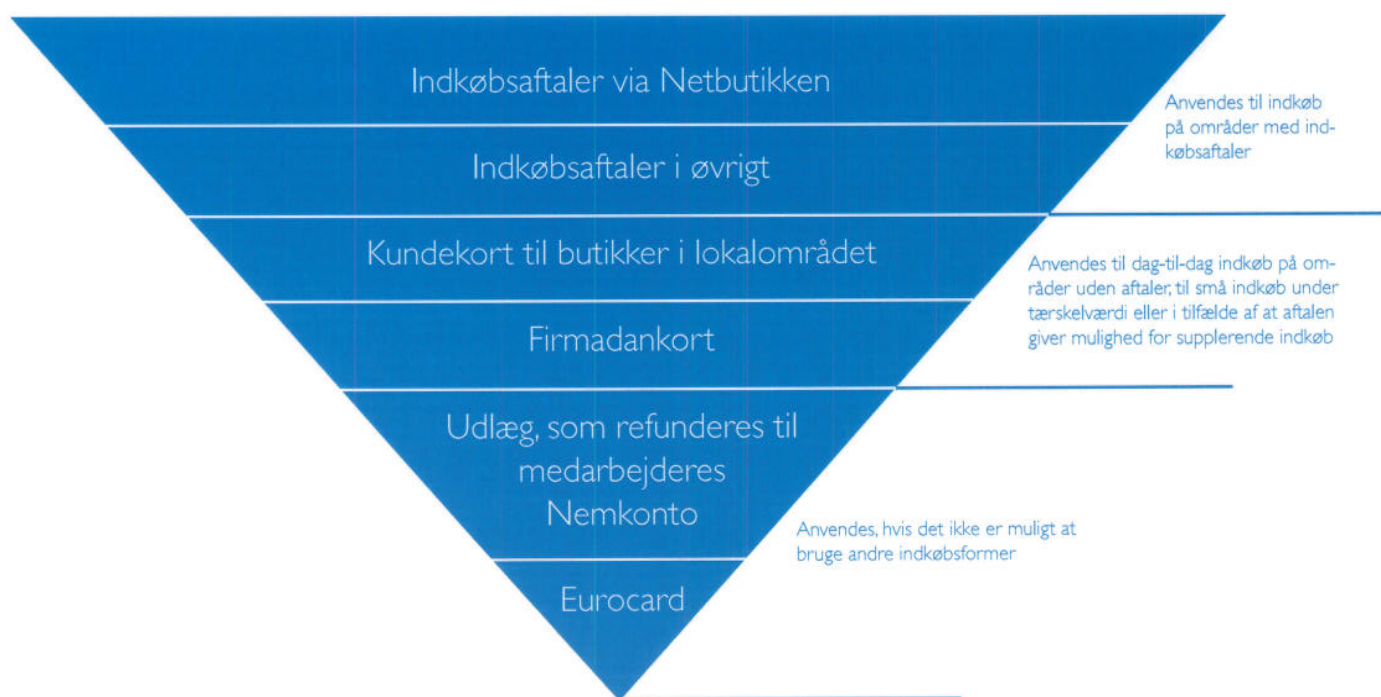 Indkøbsaftaler via Netbutikken
Anvendes til indkøb
på områder med ind-
købsaftaler
Indkøbsaftaler i øvrigt
Kundekort til butikker i lokalområdet
Anvendes til dag-til-dag indkøb på om-
råder uden aftaler, til små indkøb under
tærskelværdi eller i tilfælde af at aftalen
giver mulighed for supplerende indkøb
Firmadankort
Udlæg, som refunderes til
medarbejderes
Nemkonto
Anvendes, hvis det ikke er muligt at
bruge andre indkøbsformer
Eurocard